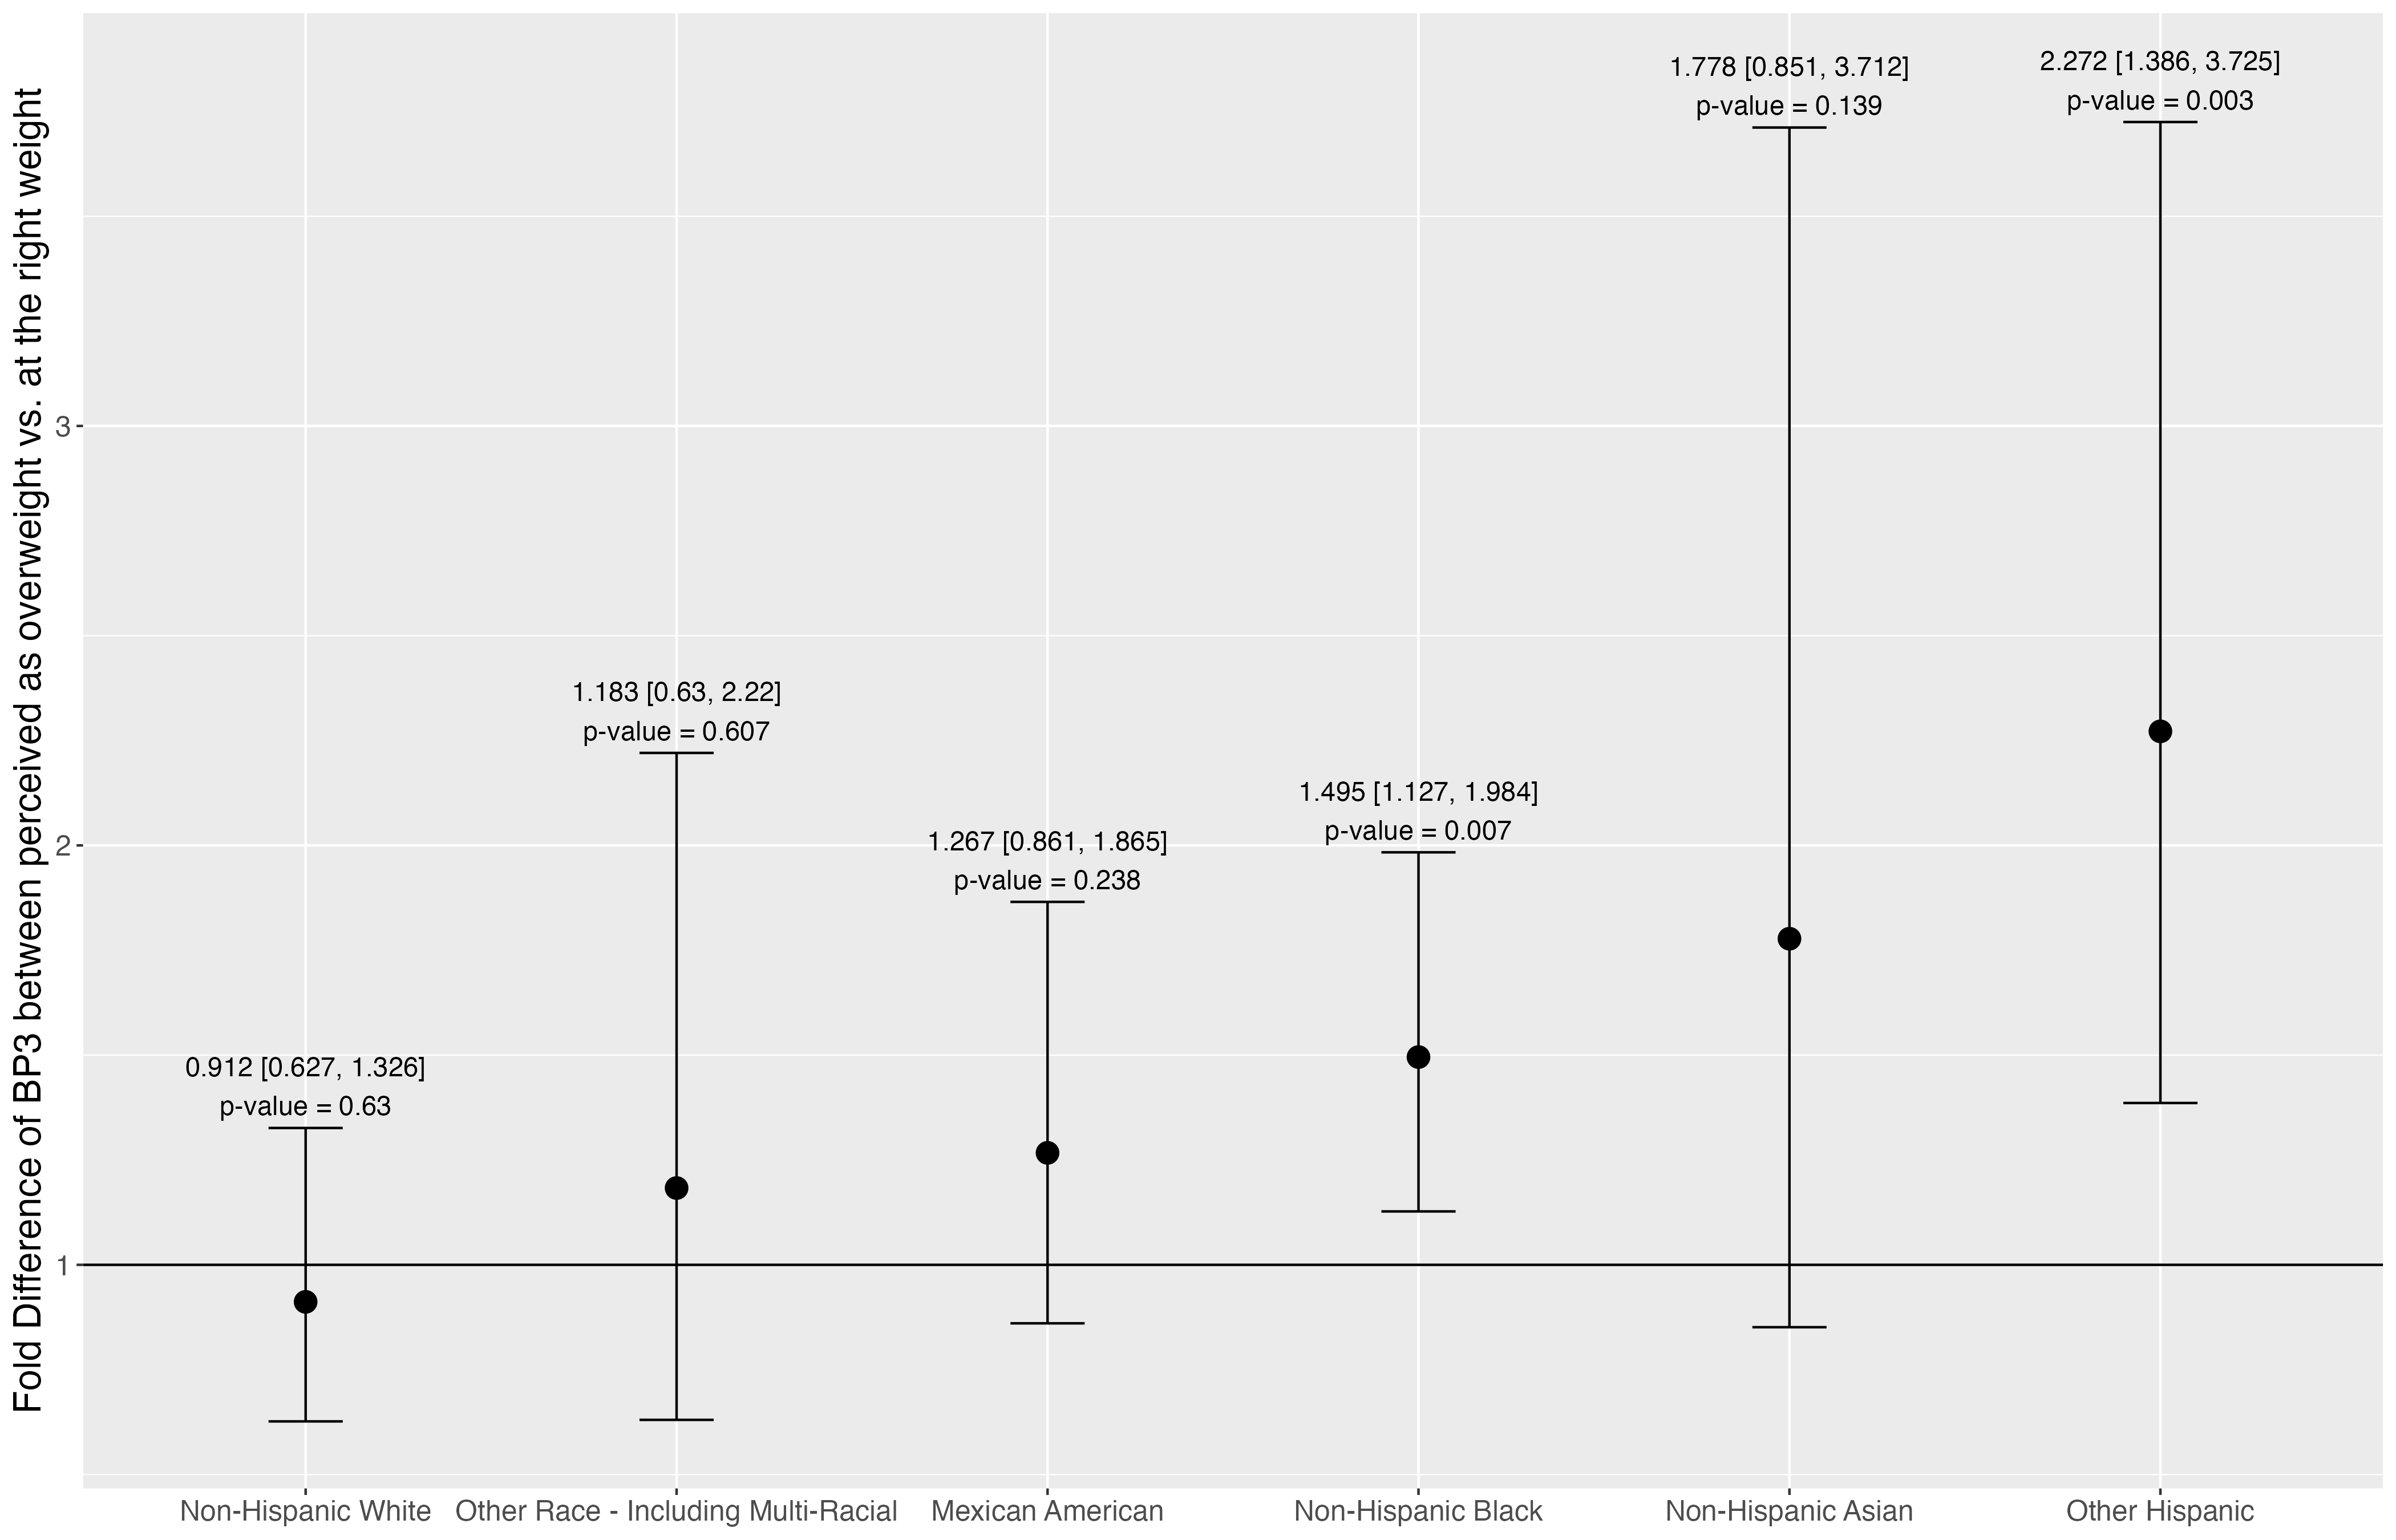 Fold Difference of BP3 between perceived as overweight vs. at the right weight
3
2
1
0.912 [0.627, 1.326]
p-value = 0.63
1.183 [0.63, 2.22]
p-value = 0.607
1.267 [0.861, 1.865]
p-value = 0.238
1.495 [1.127, 1.984]
p-value = 0.007
1.778 [0.851, 3.712]
p-value = 0.139
2.272 [1.386, 3.725]
p-value = 0.003
Non-Hispanic White
Other Race - Including Multi-Racial
Mexican American
Non-Hispanic Black
Non-Hispanic Asian
Other Hispanic